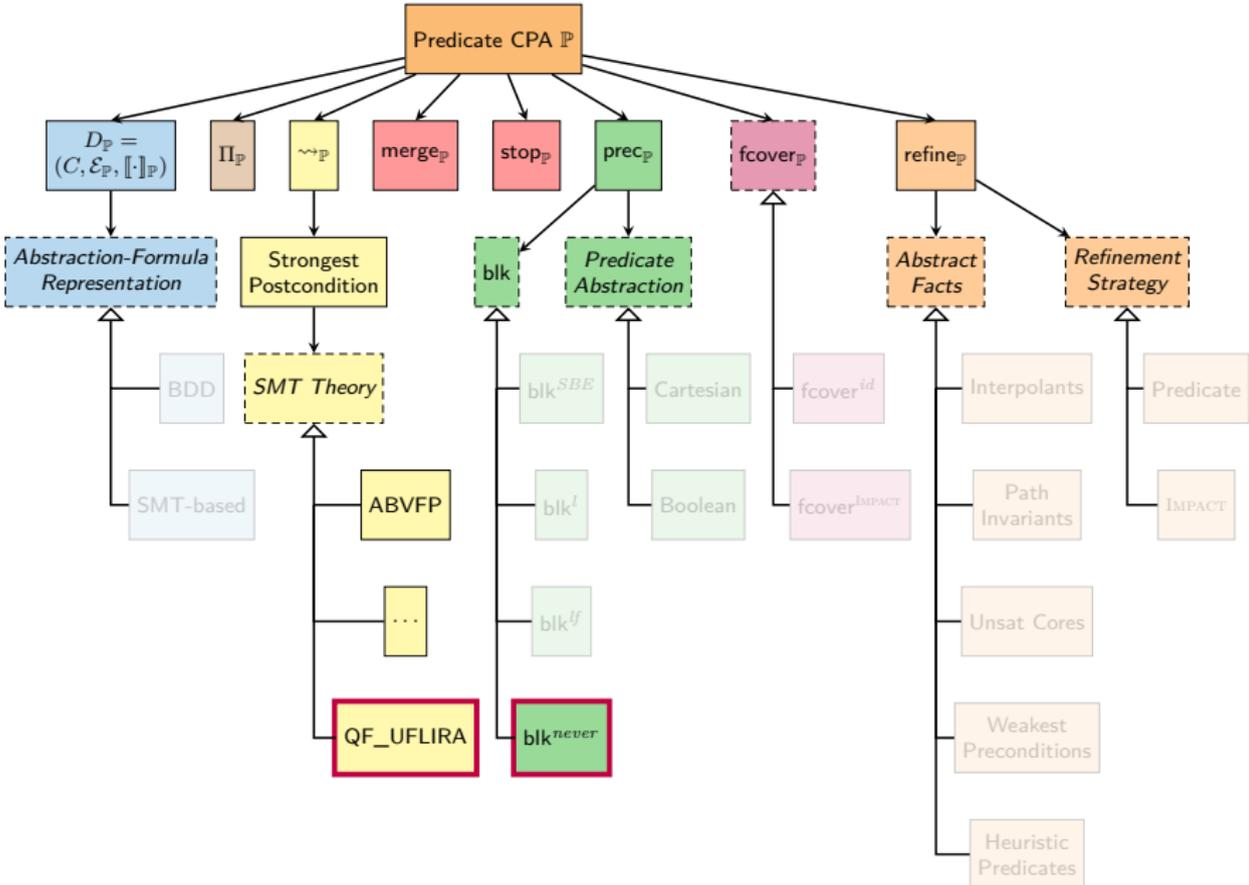 Predicate CPA ℙ
D_ℙ =
(C, ℰ_ℙ, ⟦·⟧_ℙ)
Π_ℙ
⇝_ℙ
merge_ℙ
stop_ℙ
prec_ℙ
fcover_ℙ
refine_ℙ
Abstraction-Formula
Representation
Strongest
Postcondition
blk
Predicate
Abstraction
Abstract
Facts
Refinement
Strategy
BDD
SMT Theory
blk^SBE
Cartesian
fcover^id
Interpolants
Predicate
SMT-based
ABVFP
blk^l
Boolean
fcover^IMPACT
Path
Invariants
IMPACT
...
blk^lf
Unsat Cores
QF_UFLIRA
blk^never
Weakest
Preconditions
Heuristic
Predicates